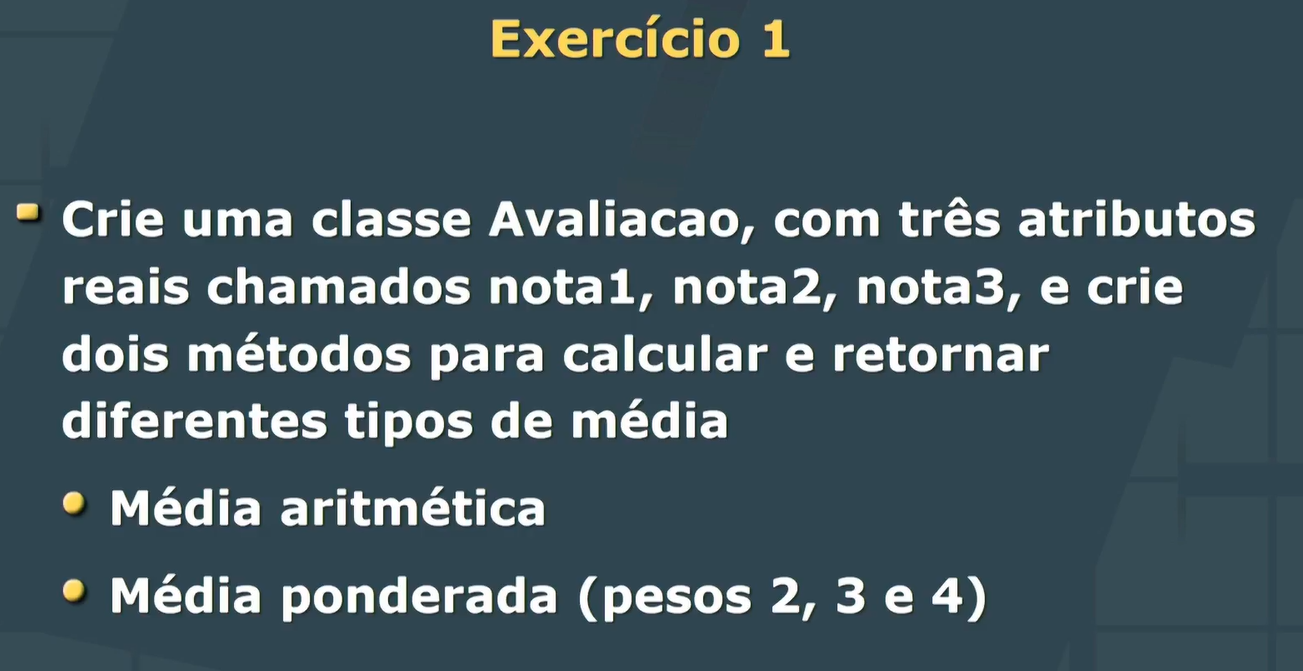 Exercício 1
Crie uma classe Avaliacao, com três atributos
reais chamados nota1, nota2, nota3, e crie
dois métodos para calcular e retornar
diferentes tipos de média
Média aritmética
Média ponderada (pesos 2, 3 e 4)